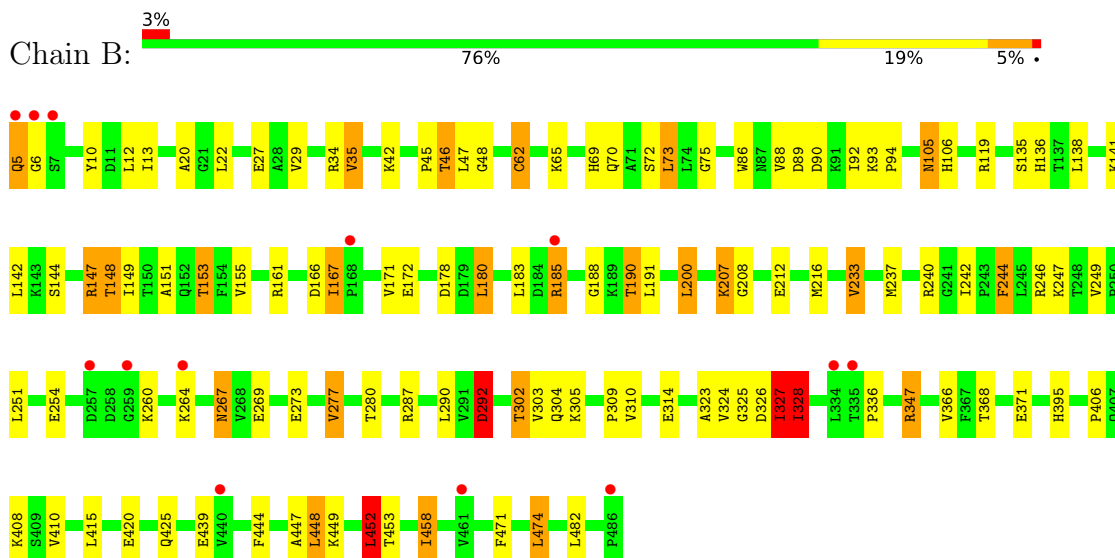 3%
Chain B:
76% 19% 5% •
Q5 G6 S7 Y10 D11 L12 I13 A20 G21 L22 E27 A28 V29 R34 V35 K42 P45 T46 L47 G48 C62 K65 H69 Q70 A71 S72 L73 L74 G75 W86 N87 V88 D89 D90 K91 I92 K93 P94 N105 H106 R119 S135 H136 T137 L138 K141
L142 K143 S144 R147 T148 I149 T150 A151 Q152 T153 F154 V155 R161 D166 I167 P168 V171 E172 D178 D179 L180 L183 D184 R185 G188 K189 T190 L191 L200 K207 G208 E212 M216 V233 M237 R240 G241 I242 P243 F244 L245 R246 K247 T248 V249
L251 E254 D257 D258 G259 K260 K264 N267 V268 E269 E273 V277 T280 R287 L290 V291 D292 T302 V303 Q304 K305 P309 V310 E314 A323 V324 G325 D326 I327 I328 L334 T335 P336 R347 V366 F367 T368 E371 H395 P406
K408 S409 V410 L415 E420 Q425 E439 V440 F444 A447 L448 K449 L452 T453 I458 V461 F471 L474 L482 P486